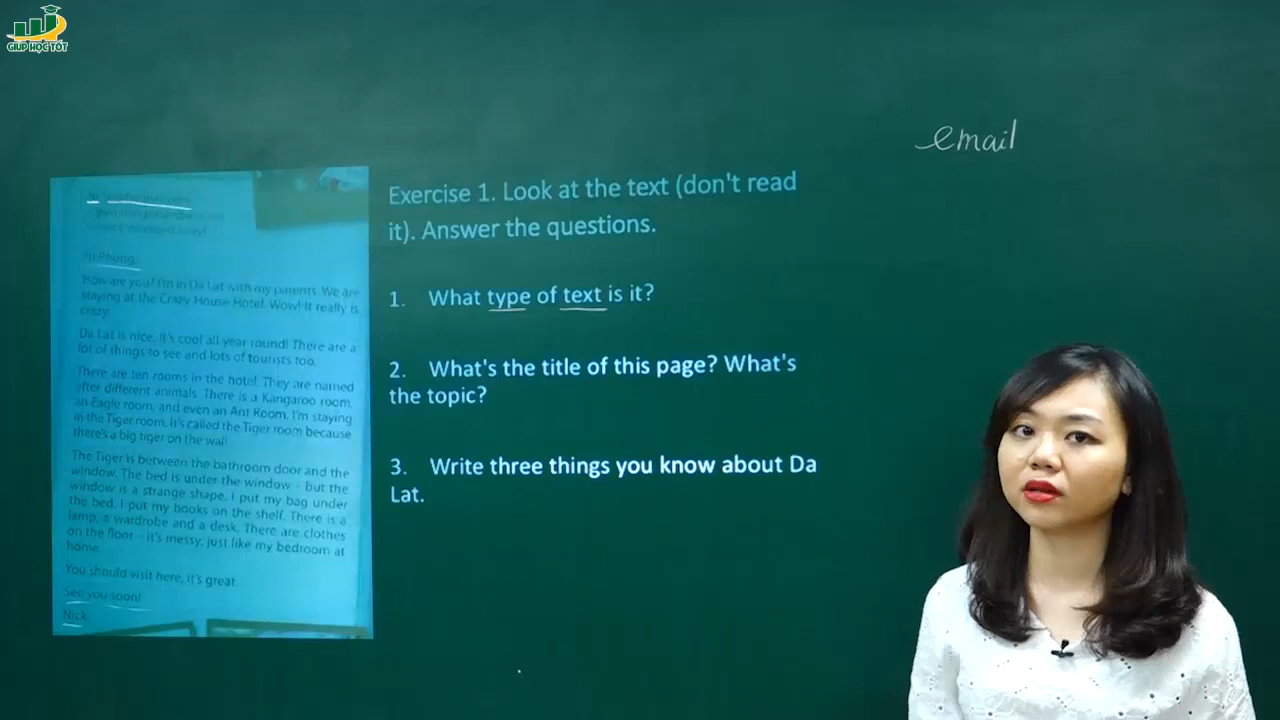 GIÚP HỌC TỐT
email
Exercise 1. Look at the text (don't read
it). Answer the questions.
1. What type of text is it?
2. What's the title of this page? What's
the topic?
3. Write three things you know about Da
Lat.
Hi Phong,
How are you? I'm in Da Lat with my parents. We are
staying at the Crazy House Hotel. Wow! It really is
crazy.
Da Lat is nice. It's cool all year round! There are a
lot of things to see and lots of tourists too.
There are ten rooms in the hotel. They are named
after different animals. There is a Kangaroo room,
an Eagle room, and even an Ant Room. I'm staying
in the Tiger room. It's called the Tiger room because
there's a big tiger on the wall.
The Tiger is between the bathroom door and the
window. The bed is under the window - but the
window is a strange shape. I put my bag under
the bed. I put my books on the shelf. There is a
lamp, a wardrobe and a desk. There are clothes
on the floor - it's messy, just like my bedroom at
home.
You should visit here, it's great.
See you soon!
Nick